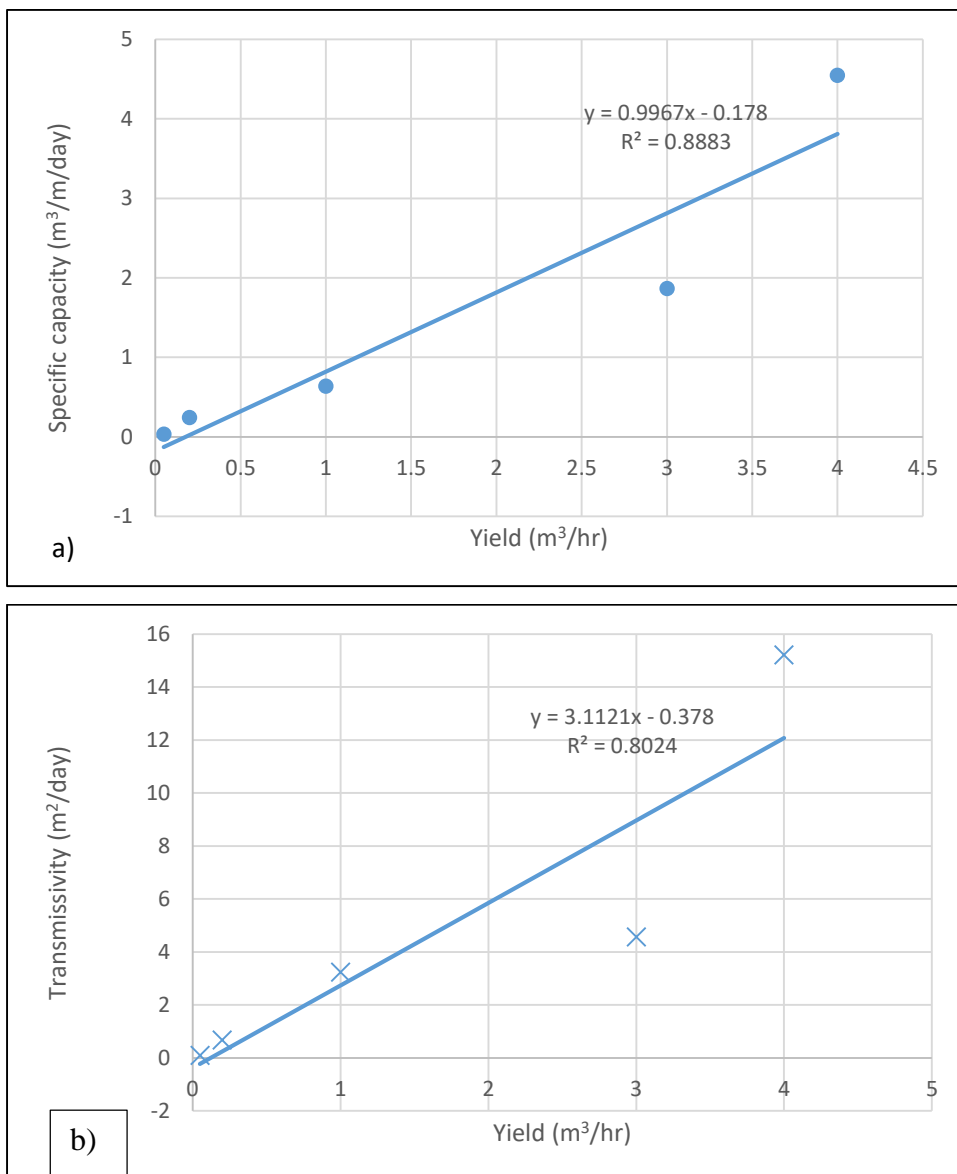 5
4
3
2
1
0
-1
0 0.5 1 1.5 2 2.5 3 3.5 4 4.5
Specific capacity (m³/m/day)
y = 0.9967x - 0.178
R² = 0.8883
Yield (m³/hr)
a)
16
14
12
10
8
6
4
2
0
-2
0 1 2 3 4 5
Transmissivity (m²/day)
y = 3.1121x - 0.378
R² = 0.8024
Yield (m³/hr)
b)